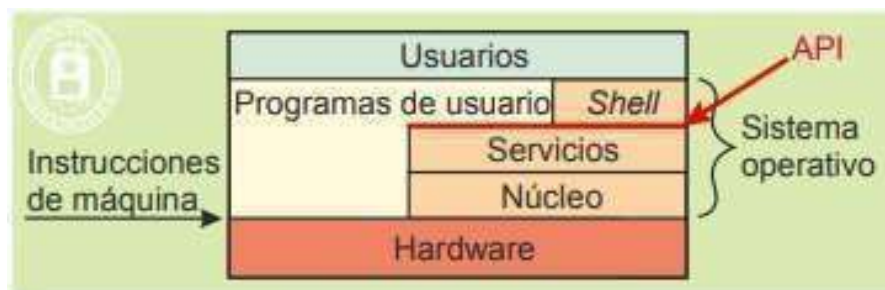 Usuarios
API
Programas de usuario
Shell
Servicios
Sistema
operativo
Instrucciones
de máquina
Núcleo
Hardware